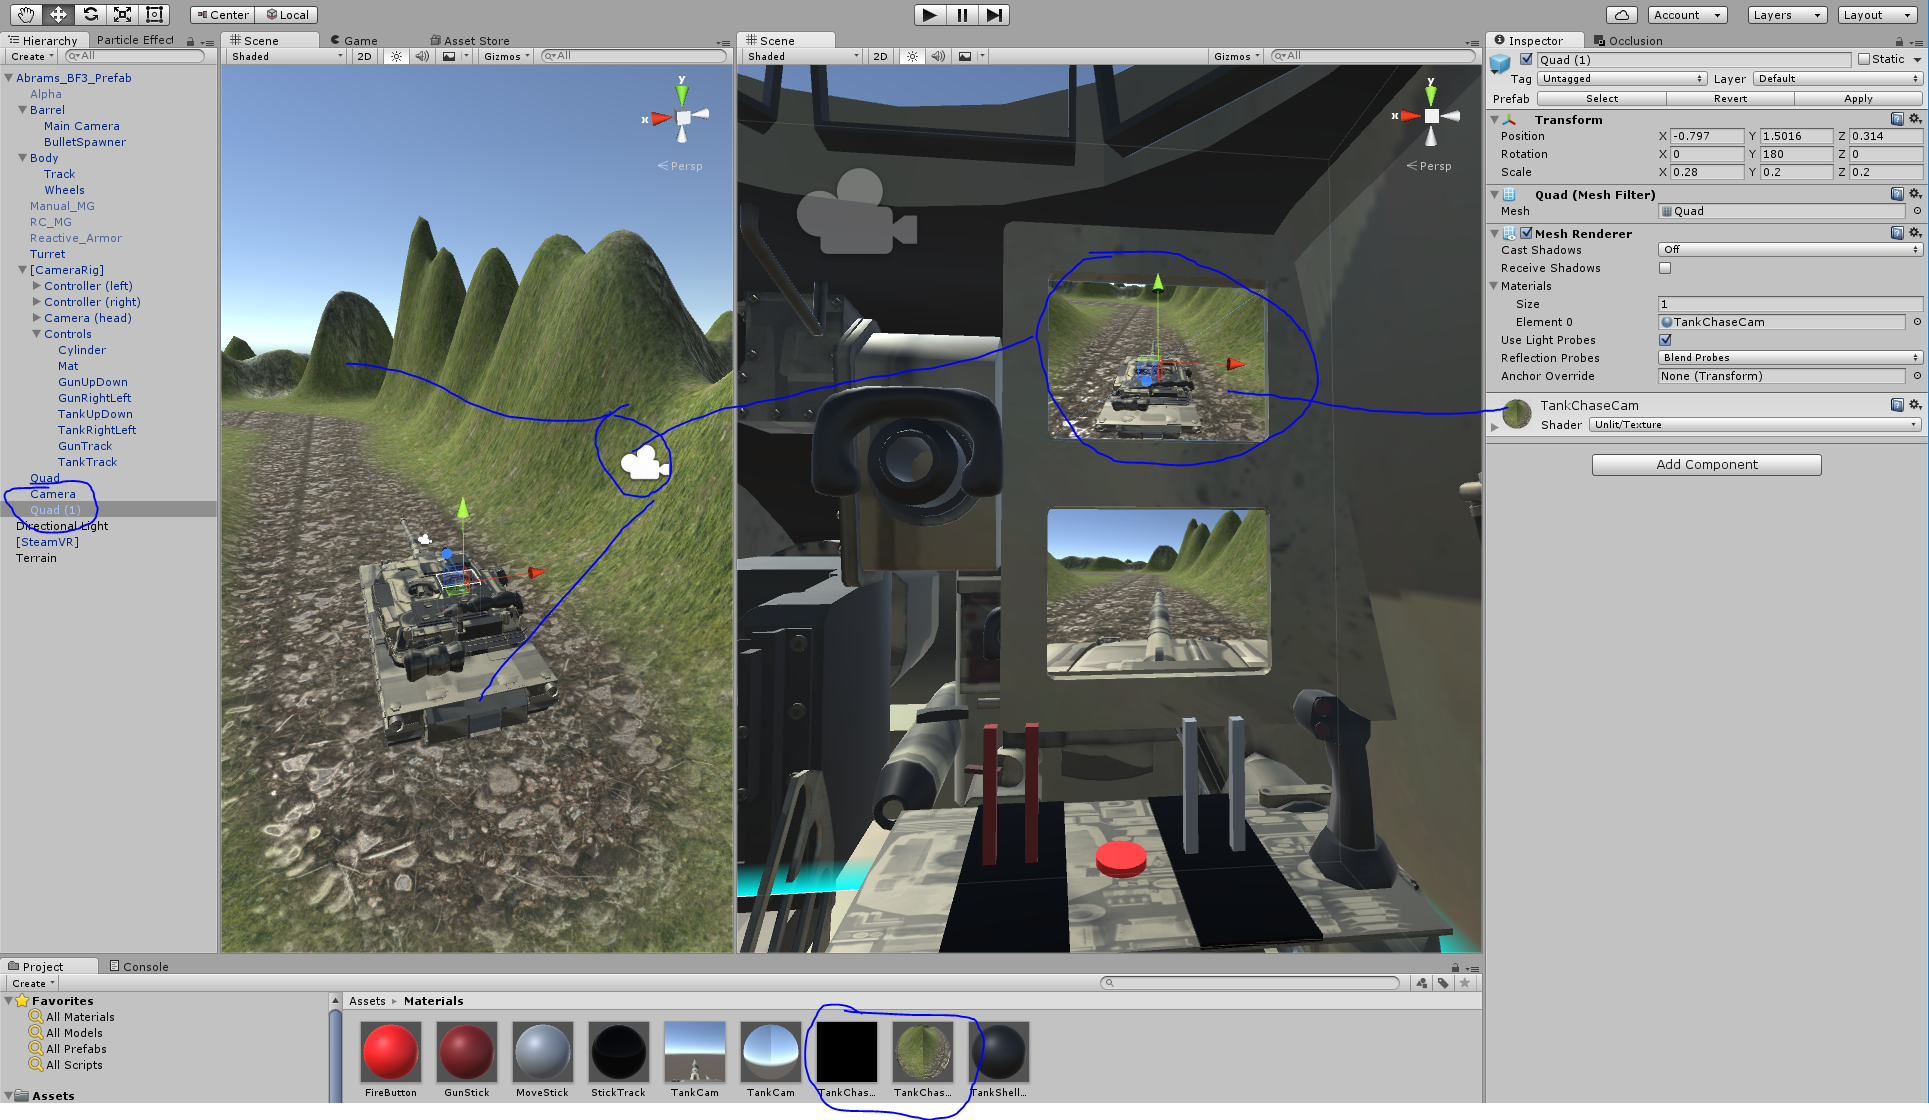 Center Local Account Layers Layout
Hierarchy Particle Effect Scene Game Asset Store Scene Inspector Occlusion
Create All Shaded 2D Gizmos All Shaded 2D Gizmos All
Quad (1) Static
Tag Untagged Layer Default
Prefab Select Revert Apply
Transform
Position X -0.797 Y 1.5016 Z 0.314
Rotation X 0 Y 180 Z 0
Scale X 0.28 Y 0.2 Z 0.2
Quad (Mesh Filter)
Mesh Quad
Mesh Renderer
Cast Shadows Off
Receive Shadows
Materials
Size 1
Element 0 TankChaseCam
Use Light Probes
Reflection Probes Blend Probes
Anchor Override None (Transform)
TankChaseCam
Shader Unlit/Texture
Add Component
Abrams_BF3_Prefab
Alpha
Barrel
Main Camera
BulletSpawner
Body
Track
Wheels
Manual_MG
RC_MG
Reactive_Armor
Turret
[CameraRig]
Controller (left)
Controller (right)
Camera (head)
Controls
Cylinder
Mat
GunUpDown
GunRightLeft
TankUpDown
TankRightLeft
GunTrack
TankTrack
Quad
Camera
Quad (1)
Directional Light
[SteamVR]
Terrain
y
x
Persp
y
x
Persp
Project Console
Create
Favorites
All Materials
All Models
All Prefabs
All Scripts
Assets
Assets Materials
FireButton GunStick MoveStick StickTrack TankCam TankCam TankChas... TankChas... TankShell...